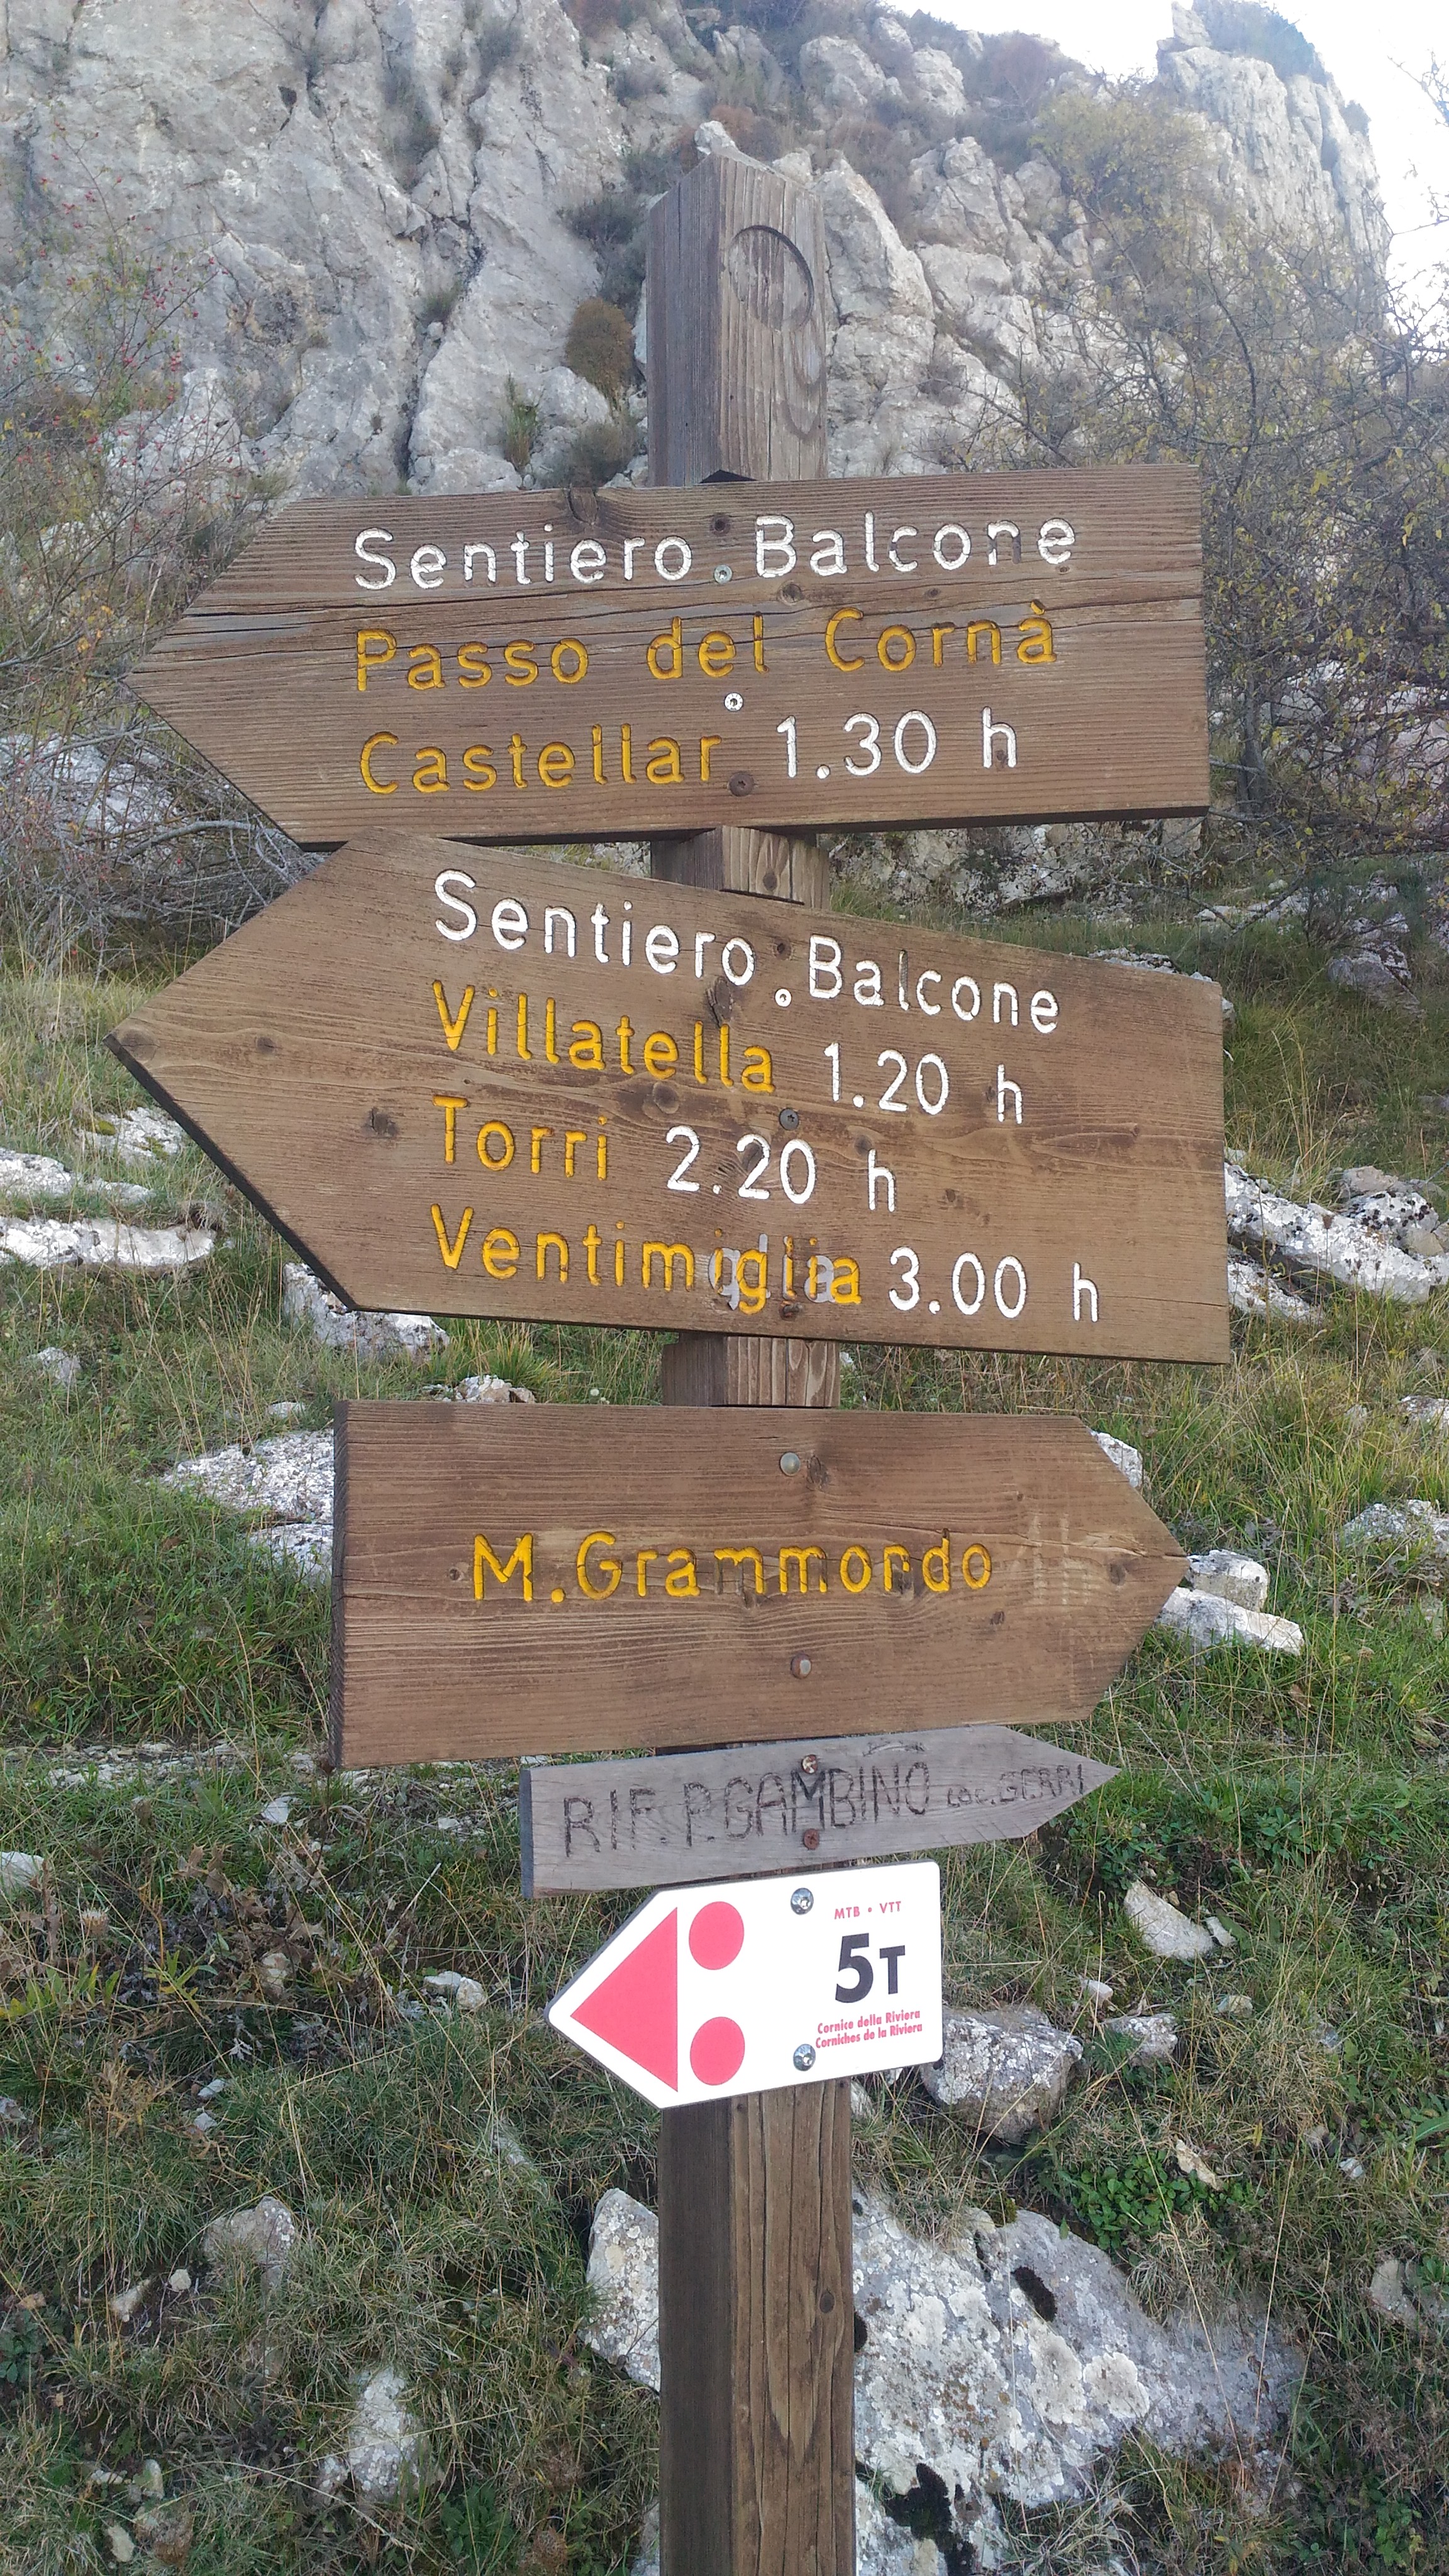 Sentiero Balcone
Passo del Cornà
Castellar 1.30 h
Sentiero Balcone
Villatella 1.20 h
Torri 2.20 h
Ventimiglia 3.00 h
M. Grammondo
RIF. P. GAMBINO LOC.
MTB • VTT
5T
Cornice della Riviera
Corniches de la Riviera